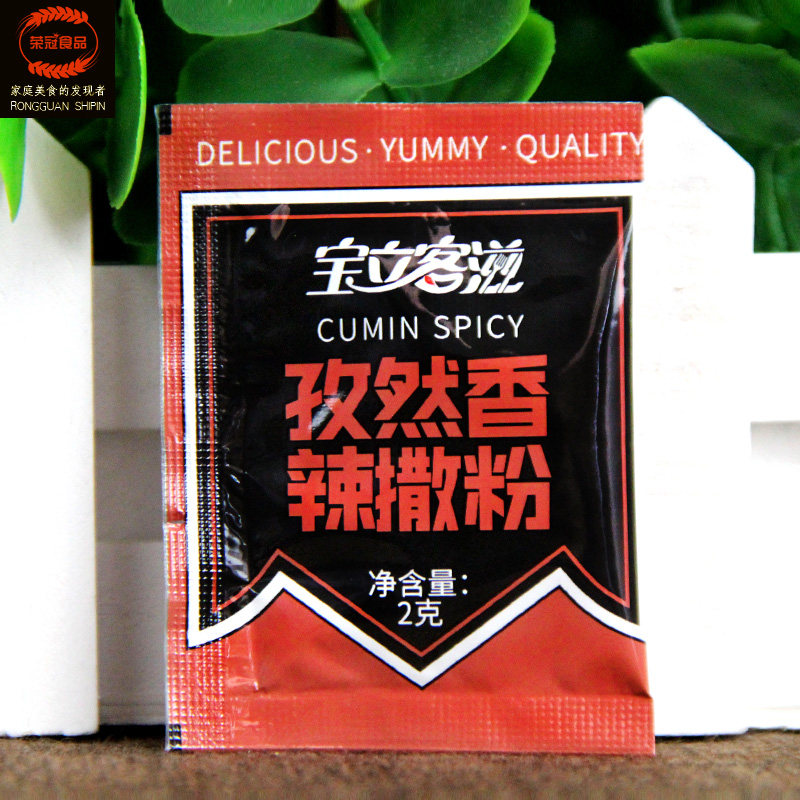 荣冠食品
家庭美食的发现者
RONGGUAN SHIPIN
DELICIOUS · YUMMY · QUALITY
宝立客滋
CUMIN SPICY
孜然香
辣撒粉
净含量：
2克